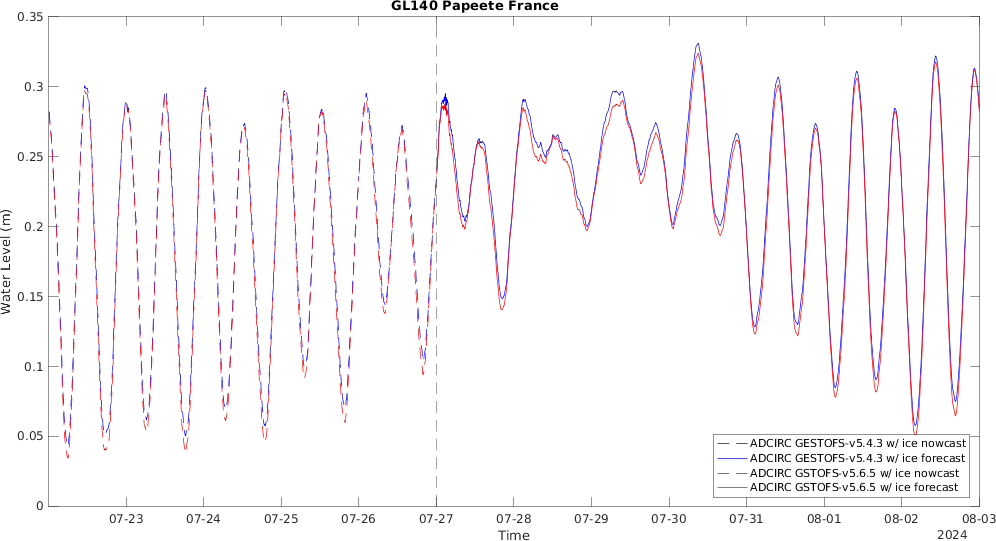 GL140 Papeete France
0.35
0.3
0.25
0.2
0.15
0.1
0.05
0
Water Level (m)
ADCIRC GESTOFS-v5.4.3 w/ ice nowcast
ADCIRC GESTOFS-v5.4.3 w/ ice forecast
ADCIRC GSTOFS-v5.6.5 w/ ice nowcast
ADCIRC GSTOFS-v5.6.5 w/ ice forecast
07-23 07-24 07-25 07-26 07-27 07-28 07-29 07-30 07-31 08-01 08-02 08-03
Time
2024